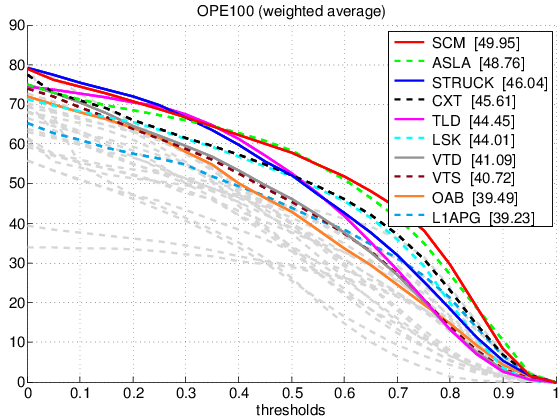 OPE100 (weighted average)
90
80
70
60
50
40
30
20
10
0
SCM [49.95]
ASLA [48.76]
STRUCK [46.04]
CXT [45.61]
TLD [44.45]
LSK [44.01]
VTD [41.09]
VTS [40.72]
OAB [39.49]
L1APG [39.23]
0 0.1 0.2 0.3 0.4 0.5 0.6 0.7 0.8 0.9 1
thresholds